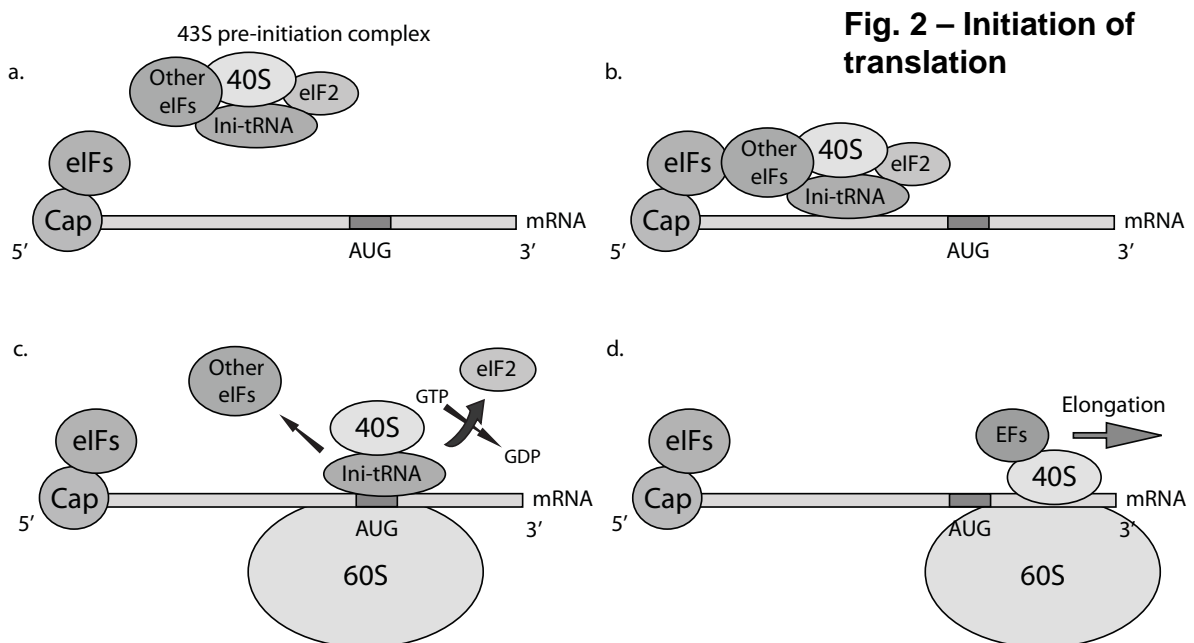 Fig. 2 – Initiation of
translation
a.
43S pre-initiation complex
Other
eIFs
40S
eIF2
Ini-tRNA
eIFs
Cap
mRNA
5′
AUG
3′
b.
eIFs
Other
eIFs
40S
eIF2
Ini-tRNA
Cap
mRNA
5′
AUG
3′
c.
Other
eIFs
eIF2
GTP
40S
GDP
eIFs
Ini-tRNA
Cap
mRNA
5′
AUG
3′
60S
d.
Elongation
EFs
eIFs
40S
Cap
mRNA
5′
AUG
3′
60S